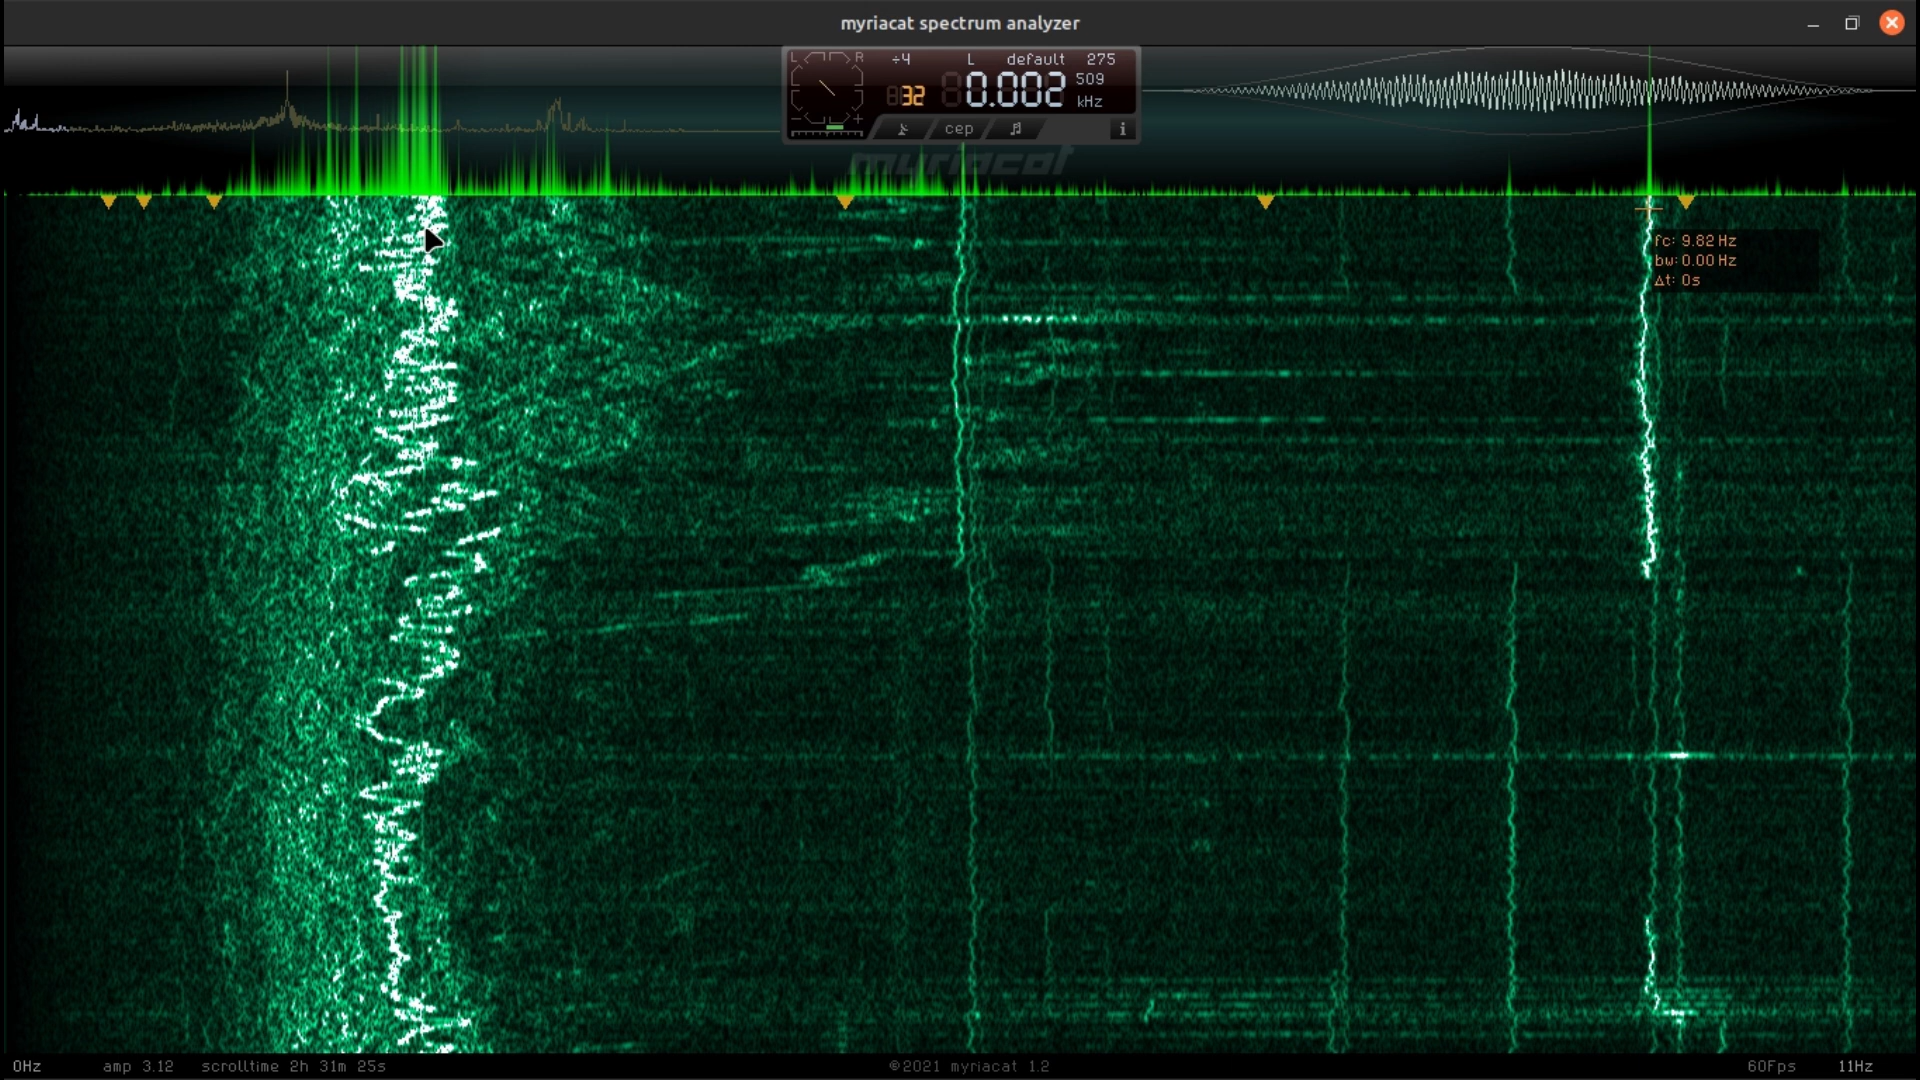 myriacat spectrum analyzer
L R ÷4 L default 275
32 0.002 509
kHz
- +
cep i
myriacat
fc: 9.82 Hz
bw: 0.00 Hz
Δt: 0s
0Hz amp 3.12 scrolltime 2h 31m 25s ©2021 myriacat 1.2 60Fps 11Hz